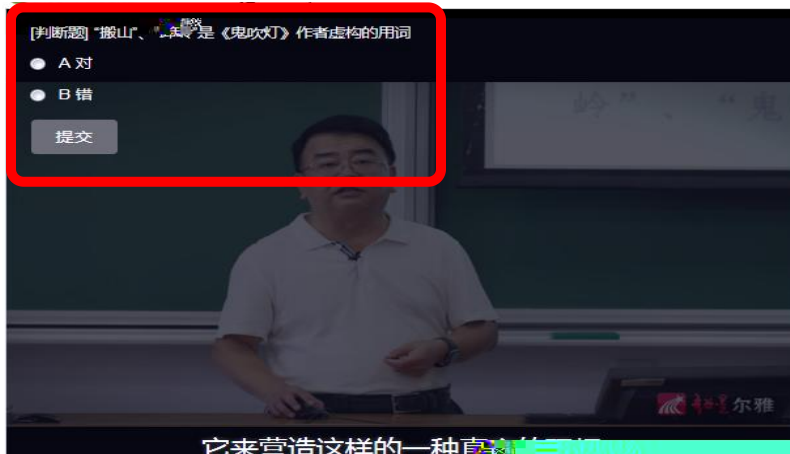 [判断题] "搬山"、"是《鬼吹灯》作者虚构的用词
A 对
B 错
提交
岭"、"鬼
尔雅
它来营造这样的一种真